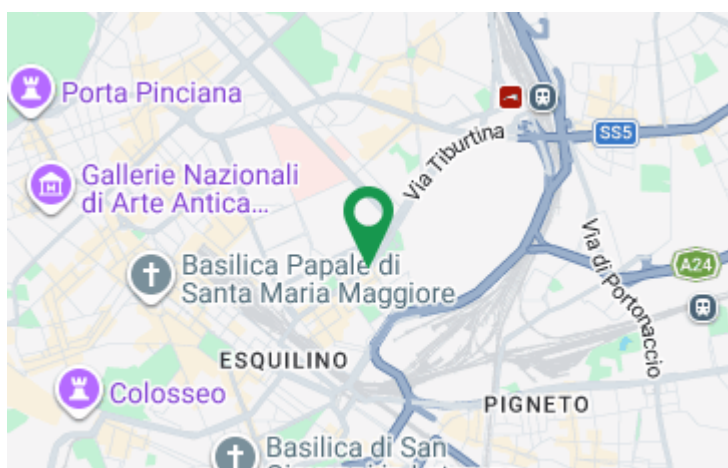 Porta Pinciana
Gallerie Nazionali
di Arte Antica...
Via Tiburtina
SS5
Basilica Papale di
Santa Maria Maggiore
A24
Via di Portonaccio
ESQUILINO
Colosseo
PIGNETO
Basilica di San